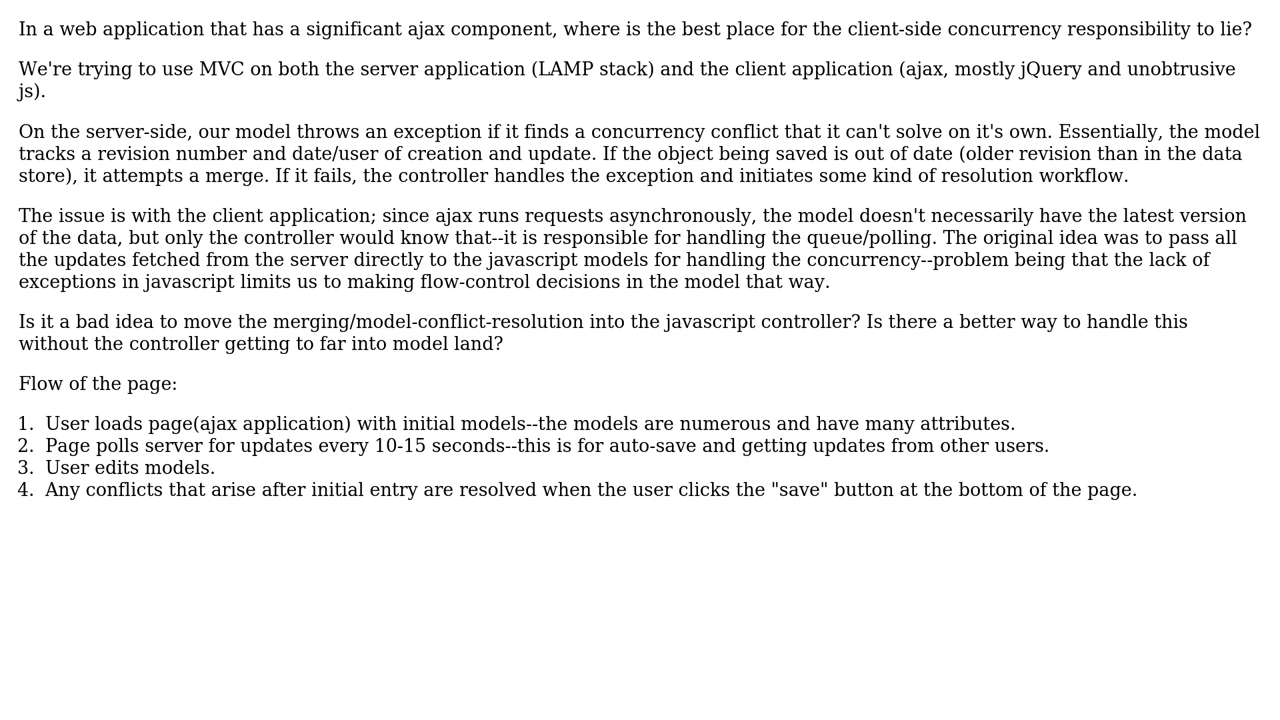 In a web application that has a significant ajax component, where is the best place for the client-side concurrency responsibility to lie?
We're trying to use MVC on both the server application (LAMP stack) and the client application (ajax, mostly jQuery and unobtrusive
js).
On the server-side, our model throws an exception if it finds a concurrency conflict that it can't solve on it's own. Essentially, the model
tracks a revision number and date/user of creation and update. If the object being saved is out of date (older revision than in the data
store), it attempts a merge. If it fails, the controller handles the exception and initiates some kind of resolution workflow.
The issue is with the client application; since ajax runs requests asynchronously, the model doesn't necessarily have the latest version
of the data, but only the controller would know that--it is responsible for handling the queue/polling. The original idea was to pass all
the updates fetched from the server directly to the javascript models for handling the concurrency--problem being that the lack of
exceptions in javascript limits us to making flow-control decisions in the model that way.
Is it a bad idea to move the merging/model-conflict-resolution into the javascript controller? Is there a better way to handle this
without the controller getting to far into model land?
Flow of the page:
1. User loads page(ajax application) with initial models--the models are numerous and have many attributes.
2. Page polls server for updates every 10-15 seconds--this is for auto-save and getting updates from other users.
3. User edits models.
4. Any conflicts that arise after initial entry are resolved when the user clicks the "save" button at the bottom of the page.